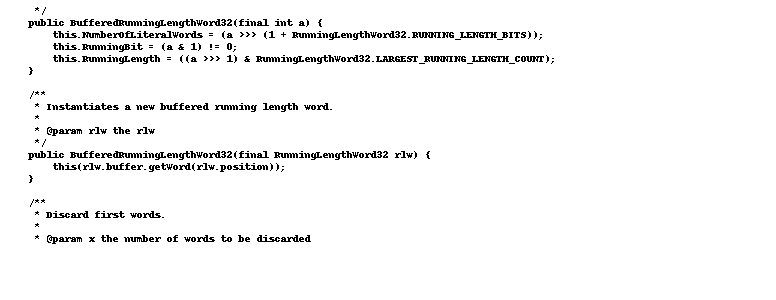 */
    public BufferedRunningLengthWord32(final int a) {
        this.NumberOfLiteralWords = (a >>> (1 + RunningLengthWord32.RUNNING_LENGTH_BITS));
        this.RunningBit = (a & 1) != 0;
        this.RunningLength = ((a >>> 1) & RunningLengthWord32.LARGEST_RUNNING_LENGTH_COUNT);
    }

    /**
     * Instantiates a new buffered running length word.
     *
     * @param rlw the rlw
     */
    public BufferedRunningLengthWord32(final RunningLengthWord32 rlw) {
        this(rlw.buffer.getWord(rlw.position));
    }

    /**
     * Discard first words.
     *
     * @param x the number of words to be discarded